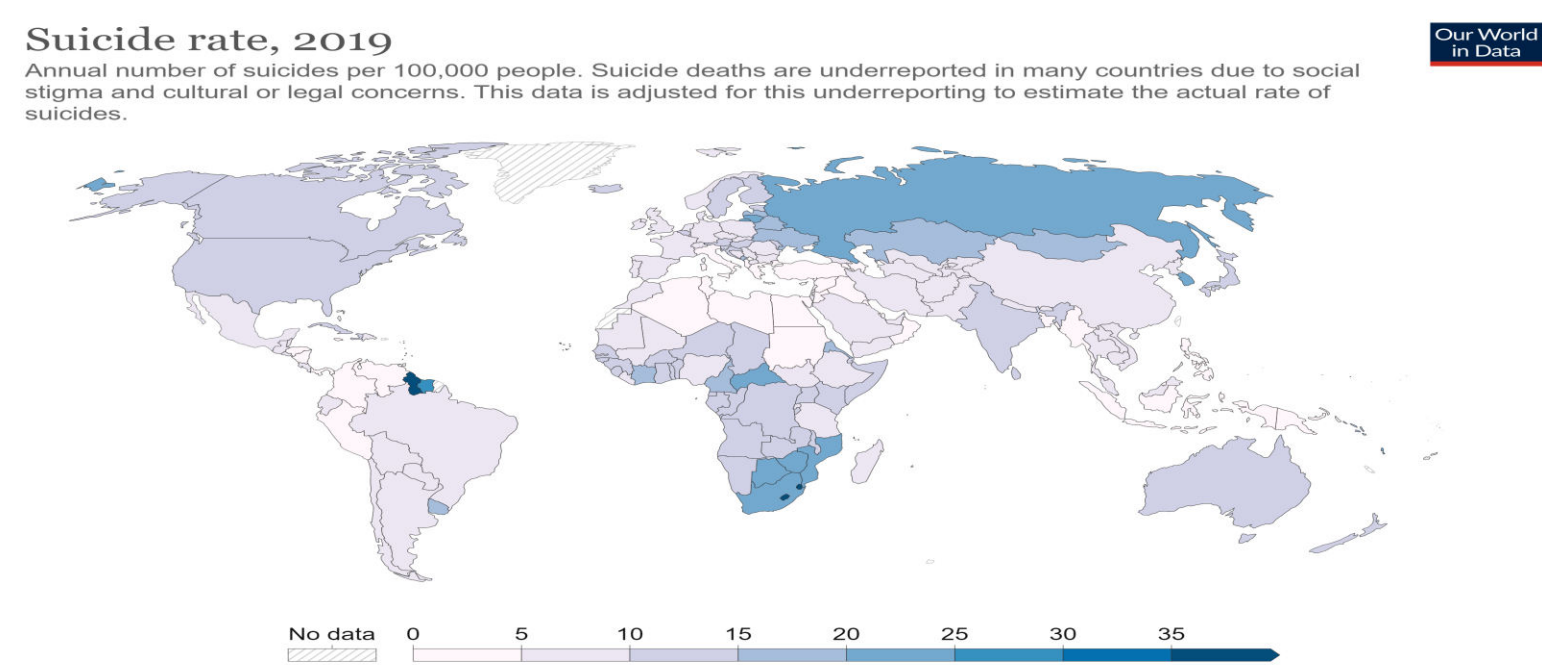 Suicide rate, 2019
Our World
in Data
Annual number of suicides per 100,000 people. Suicide deaths are underreported in many countries due to social
stigma and cultural or legal concerns. This data is adjusted for this underreporting to estimate the actual rate of
suicides.
No data 0 5 10 15 20 25 30 35